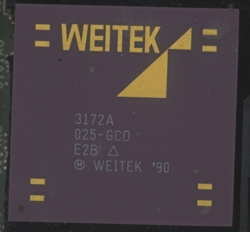 WEITEK
3172A
025-GCD
E2B △
Ⓜ WEITEK '90